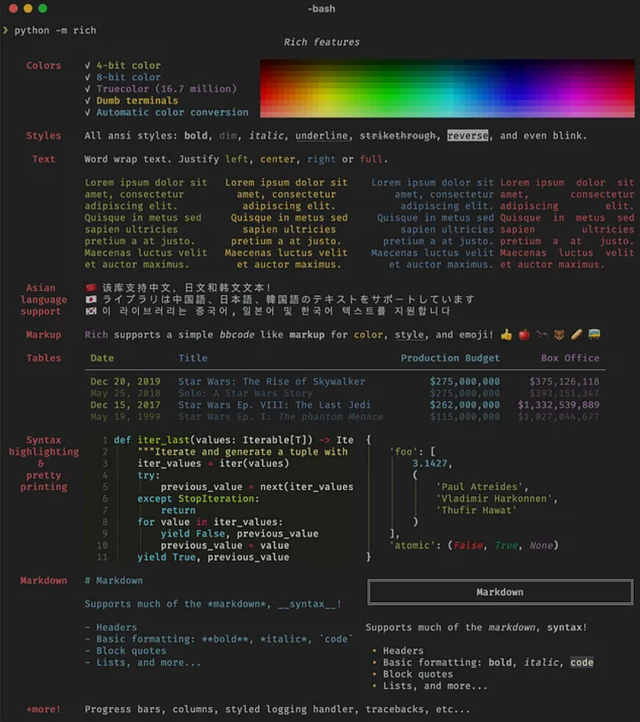 -bash
❯ python -m rich
Rich features
Colors ✓ 4-bit color
✓ 8-bit color
✓ Truecolor (16.7 million)
✓ Dumb terminals
✓ Automatic color conversion
Styles All ansi styles: bold, dim, italic, underline, strikethrough, reverse, and even blink.
Text Word wrap text. Justify left, center, right or full.
Lorem ipsum dolor sit Lorem ipsum dolor sit Lorem ipsum dolor sit Lorem ipsum dolor sit
amet, consectetur amet, consectetur amet, consectetur amet, consectetur
adipiscing elit. adipiscing elit. adipiscing elit. adipiscing elit.
Quisque in metus sed Quisque in metus sed Quisque in metus sed Quisque in metus sed
sapien ultricies sapien ultricies sapien ultricies sapien ultricies
pretium a at justo. pretium a at justo. pretium a at justo. pretium a at justo.
Maecenas luctus velit Maecenas luctus velit Maecenas luctus velit Maecenas luctus velit
et auctor maximus. et auctor maximus. et auctor maximus. et auctor maximus.
Asian 🇨🇳 该库支持中文，日文和韩文文本！
language 🇯🇵 ライブラリは中国語、日本語、韓国語のテキストをサポートしています
support 🇰🇷 이 라이브러리는 중국어, 일본어 및 한국어 텍스트를 지원합니다
Markup Rich supports a simple bbcode like markup for color, style, and emoji! 👍 🍎 🐜 🐻 🥖 🚌
Tables Date Title Production Budget Box Office
Dec 20, 2019 Star Wars: The Rise of Skywalker $275,000,000 $375,126,118
May 25, 2018 Solo: A Star Wars Story $275,000,000 $393,151,347
Dec 15, 2017 Star Wars Ep. VIII: The Last Jedi $262,000,000 $1,332,539,889
May 19, 1999 Star Wars Ep. I: The phantom Menace $115,000,000 $1,027,044,677
Syntax 1 def iter_last(values: Iterable[T]) -> Ite {
highlighting 2 """Iterate and generate a tuple with 'foo': [
& 3 iter_values = iter(values) 3.1427,
pretty 4 try: (
printing 5 previous_value = next(iter_values 'Paul Atreides',
6 except StopIteration: 'Vladimir Harkonnen',
7 return 'Thufir Hawat'
8 for value in iter_values: )
9 yield False, previous_value ],
10 previous_value = value 'atomic': (False, True, None)
11 yield True, previous_value }
Markdown # Markdown Markdown
Supports much of the *markdown*, __syntax__! Supports much of the markdown, syntax!
- Headers • Headers
- Basic formatting: **bold**, *italic*, `code` • Basic formatting: bold, italic, code
- Block quotes • Block quotes
- Lists, and more... • Lists, and more...
+more! Progress bars, columns, styled logging handler, tracebacks, etc...